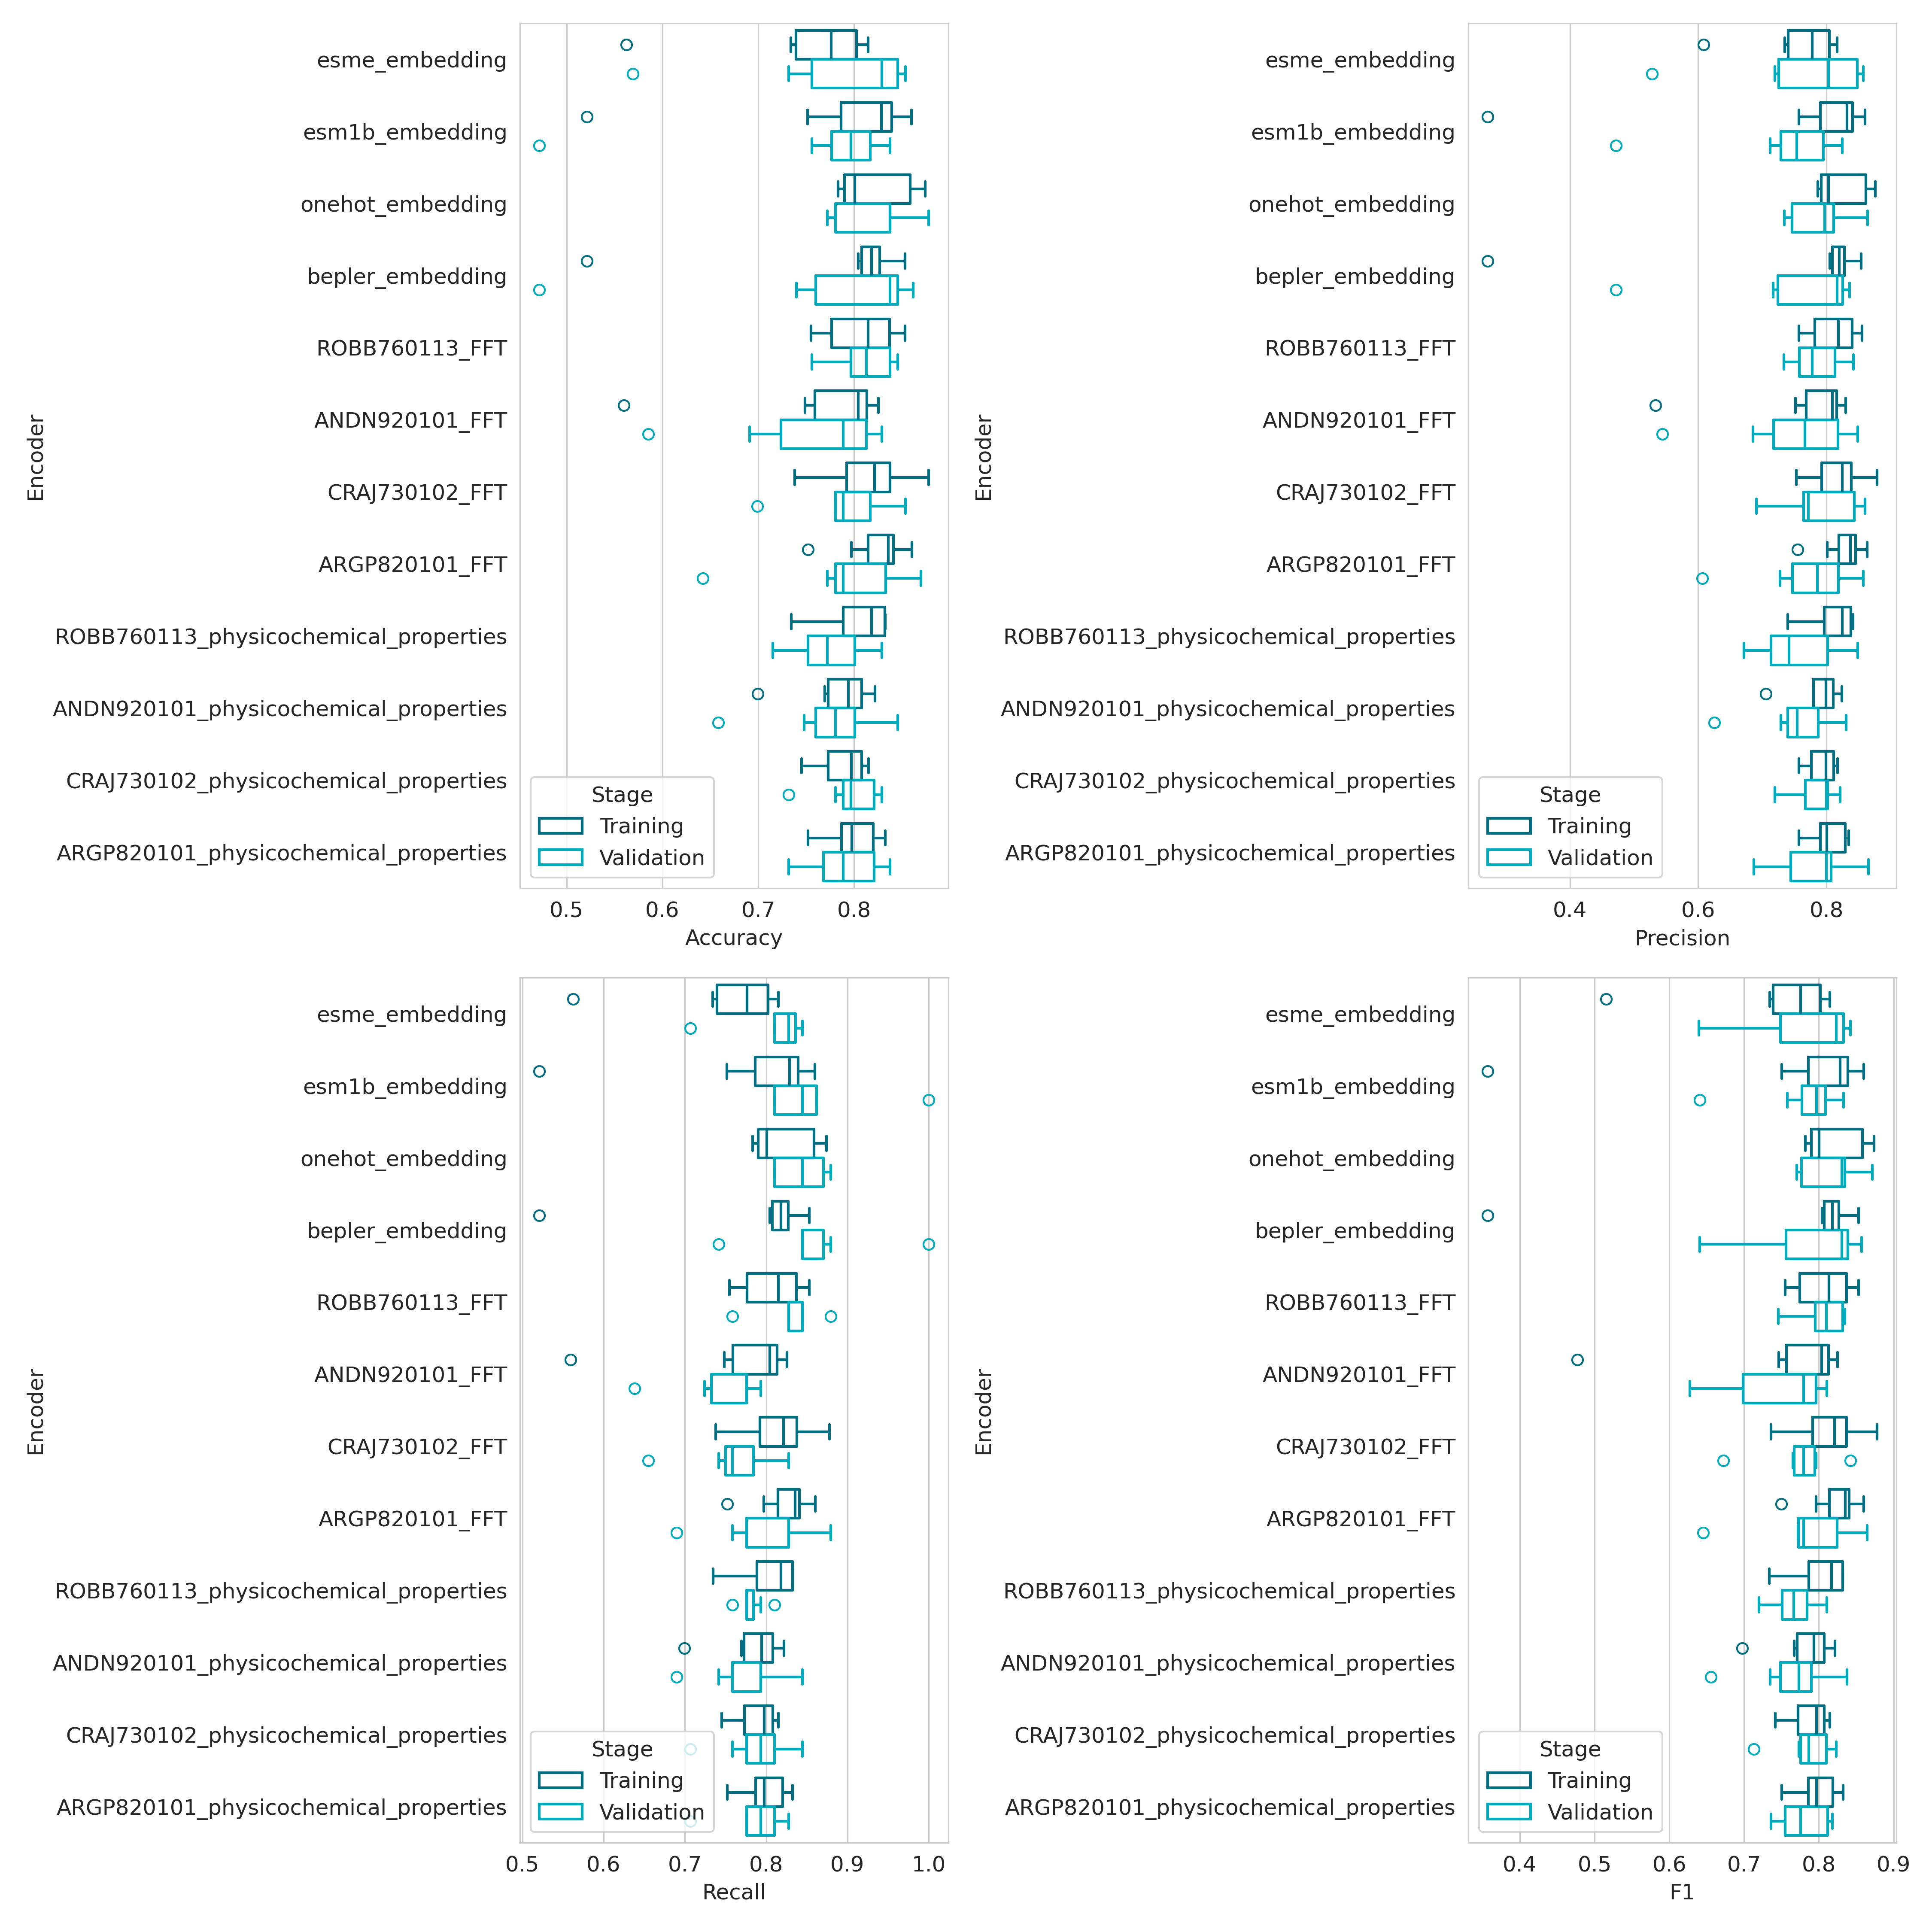 esme_embedding
esm1b_embedding
onehot_embedding
bepler_embedding
ROBB760113_FFT
ANDN920101_FFT
CRAJ730102_FFT
ARGP820101_FFT
ROBB760113_physicochemical_properties
ANDN920101_physicochemical_properties
CRAJ730102_physicochemical_properties
ARGP820101_physicochemical_properties
Encoder
Stage
Training
Validation
0.5 0.6 0.7 0.8
Accuracy
esme_embedding
esm1b_embedding
onehot_embedding
bepler_embedding
ROBB760113_FFT
ANDN920101_FFT
CRAJ730102_FFT
ARGP820101_FFT
ROBB760113_physicochemical_properties
ANDN920101_physicochemical_properties
CRAJ730102_physicochemical_properties
ARGP820101_physicochemical_properties
Encoder
Stage
Training
Validation
0.4 0.6 0.8
Precision
esme_embedding
esm1b_embedding
onehot_embedding
bepler_embedding
ROBB760113_FFT
ANDN920101_FFT
CRAJ730102_FFT
ARGP820101_FFT
ROBB760113_physicochemical_properties
ANDN920101_physicochemical_properties
CRAJ730102_physicochemical_properties
ARGP820101_physicochemical_properties
Encoder
Stage
Training
Validation
0.5 0.6 0.7 0.8 0.9 1.0
Recall
esme_embedding
esm1b_embedding
onehot_embedding
bepler_embedding
ROBB760113_FFT
ANDN920101_FFT
CRAJ730102_FFT
ARGP820101_FFT
ROBB760113_physicochemical_properties
ANDN920101_physicochemical_properties
CRAJ730102_physicochemical_properties
ARGP820101_physicochemical_properties
Encoder
Stage
Training
Validation
0.4 0.5 0.6 0.7 0.8 0.9
F1